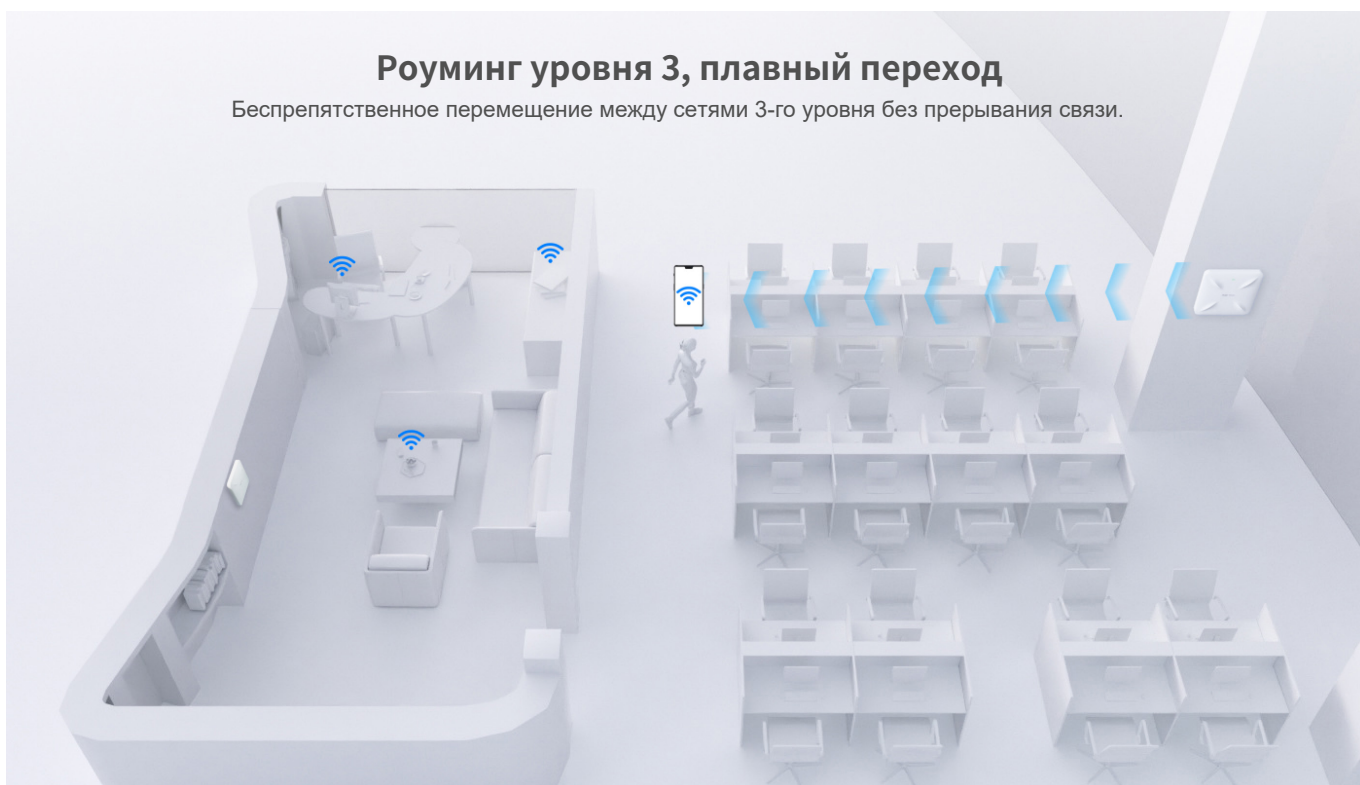 Роуминг уровня 3, плавный переход
Беспрепятственное перемещение между сетями 3-го уровня без прерывания связи.